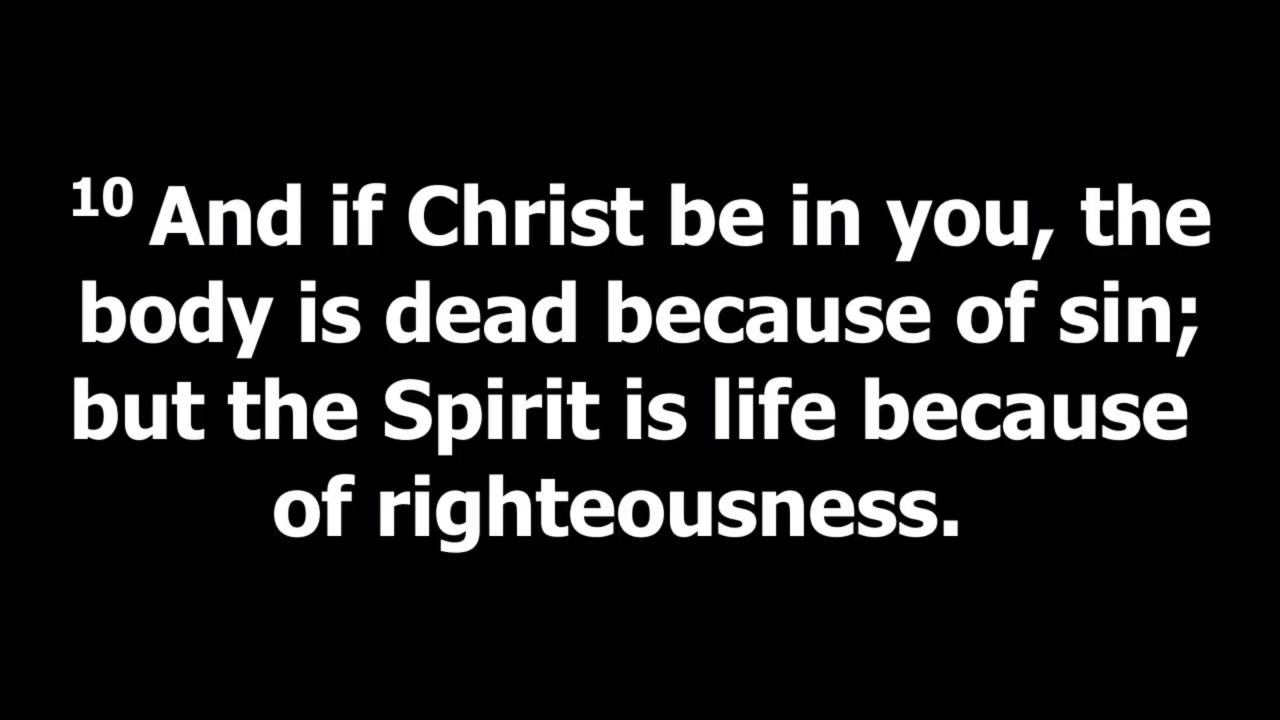 10 And if Christ be in you, the
body is dead because of sin;
but the Spirit is life because
of righteousness.